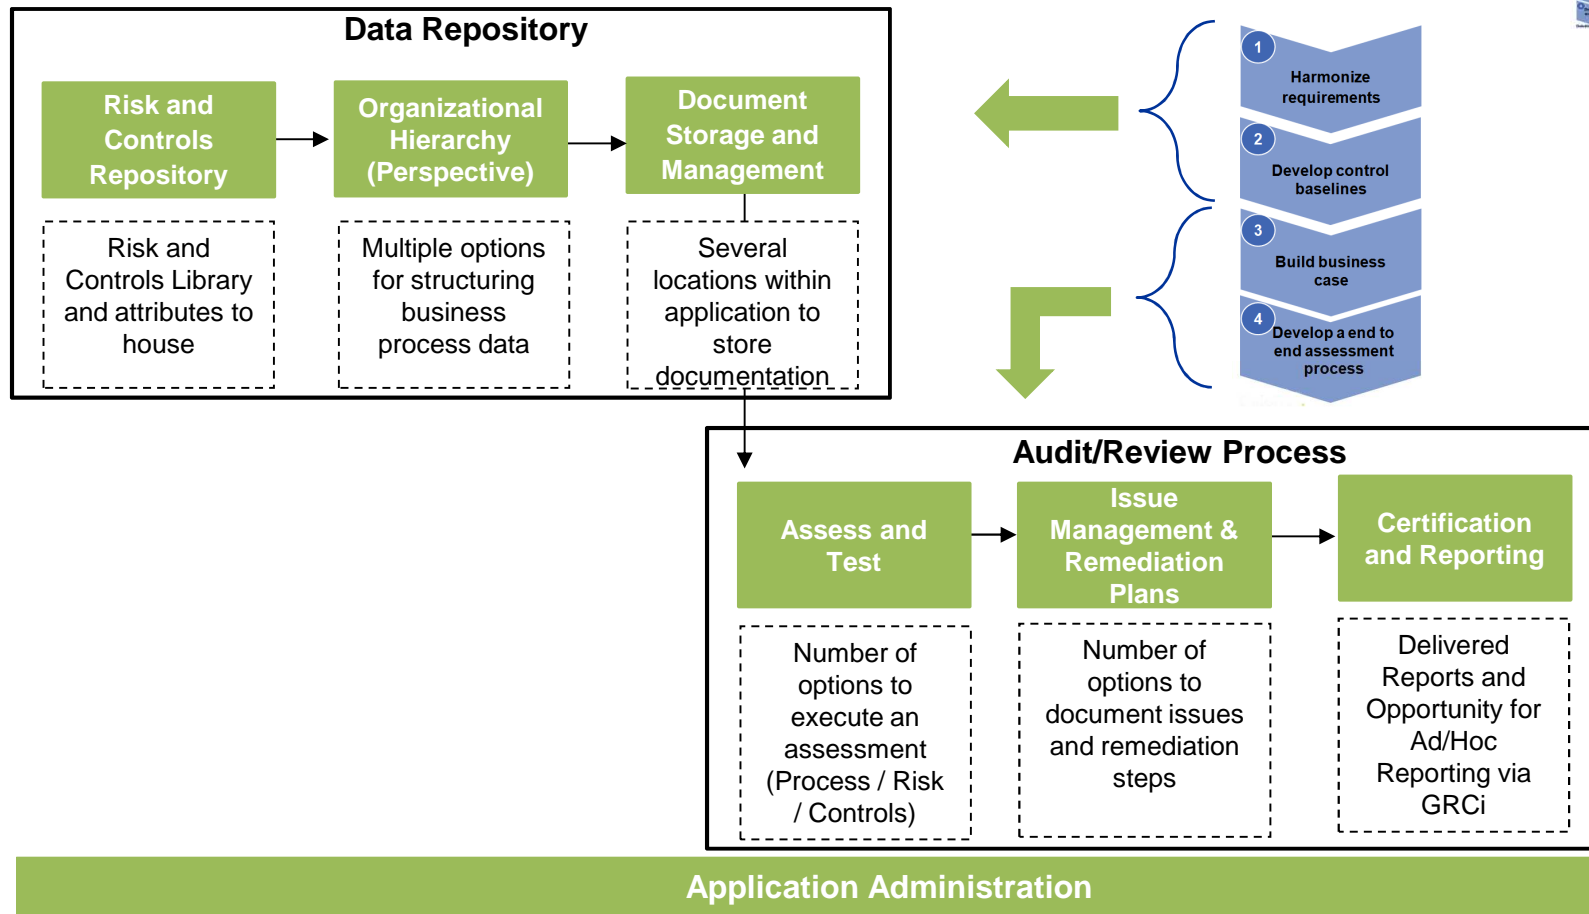 Data Repository
Risk and
Controls
Repository
Organizational
Hierarchy
(Perspective)
Document
Storage and
Management
Risk and
Controls Library
and attributes to
house
Multiple options
for structuring
business
process data
Several
locations within
application to
store
documentation
1
Harmonize
requirements
2
Develop control
baselines
3
Build business
case
4
Develop a end to
end assessment
process
Audit/Review Process
Assess and
Test
Issue
Management &
Remediation
Plans
Certification
and Reporting
Number of
options to
execute an
assessment
(Process / Risk
/ Controls)
Number of
options to
document issues
and remediation
steps
Delivered
Reports and
Opportunity for
Ad/Hoc
Reporting via
GRCi
Application Administration